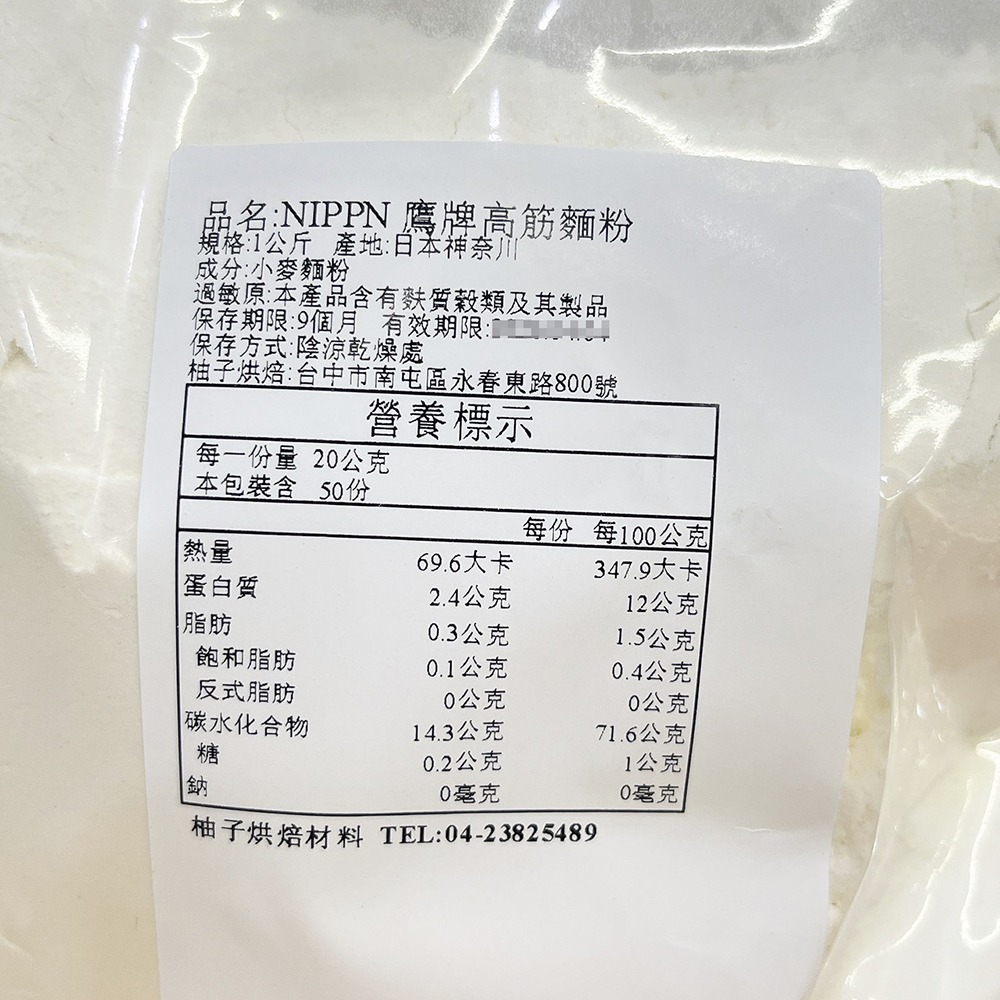 品名:NIPPN 鷹牌高筋麵粉
規格:1公斤 產地:日本神奈川
成分:小麥麵粉
過敏原:本產品含有麩質穀類及其製品
保存期限:9個月 有效期限:
保存方式:陰涼乾燥處
柚子烘焙:台中市南屯區永春東路800號
營養標示
每一份量 20公克
本包裝含 50份
每份 每100公克
熱量 69.6大卡 347.9大卡
蛋白質 2.4公克 12公克
脂肪 0.3公克 1.5公克
飽和脂肪 0.1公克 0.4公克
反式脂肪 0公克 0公克
碳水化合物 14.3公克 71.6公克
糖 0.2公克 1公克
鈉 0毫克 0毫克
柚子烘焙材料 TEL:04-23825489